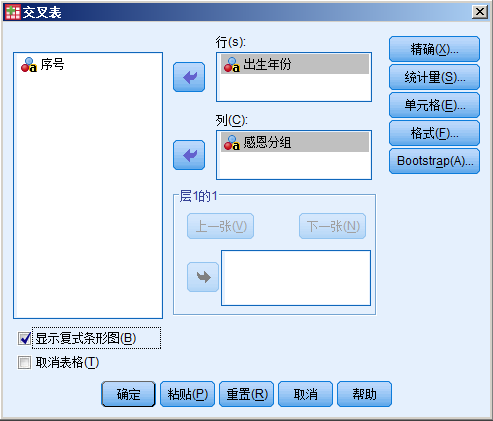 交叉表
序号
行(s):
出生年份
列(C):
感恩分组
层1的1
上一张(V)
下一张(N)
精确(X)...
统计量(S)...
单元格(E)...
格式(F)...
Bootstrap(A)...
显示复式条形图(B)
取消表格(T)
确定
粘贴(P)
重置(R)
取消
帮助